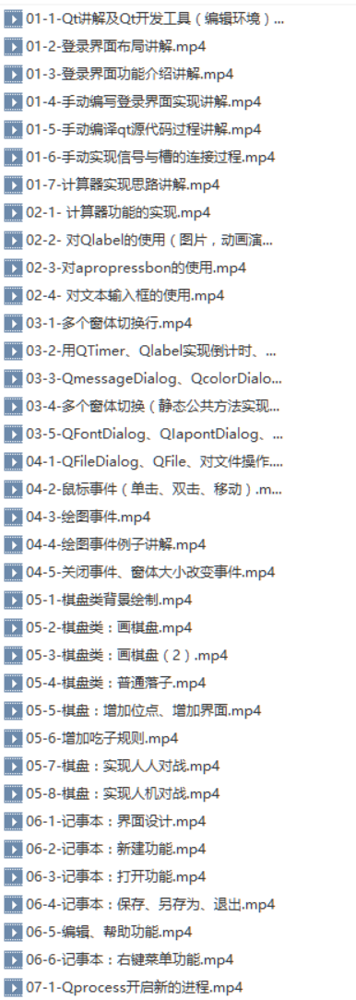 01-1-Qt讲解及Qt开发工具（编辑环境）...
01-2-登录界面布局讲解.mp4
01-3-登录界面功能介绍讲解.mp4
01-4-手动编写登录界面实现讲解.mp4
01-5-手动编译qt源代码过程讲解.mp4
01-6-手动实现信号与槽的连接过程.mp4
01-7-计算器实现思路讲解.mp4
02-1- 计算器功能的实现.mp4
02-2- 对Qlabel的使用（图片，动画演...
02-3-对apropressbon的使用.mp4
02-4- 对文本输入框的使用.mp4
03-1-多个窗体切换行.mp4
03-2-用QTimer、Qlabel实现倒计时、...
03-3-QmessageDialog、QcolorDialo...
03-4-多个窗体切换（静态公共方法实现...
03-5-QFontDialog、QIapontDialog、...
04-1-QFileDialog、QFile、对文件操作....
04-2-鼠标事件（单击、双击、移动）.m...
04-3-绘图事件.mp4
04-4-绘图事件例子讲解.mp4
04-5-关闭事件、窗体大小改变事件.mp4
05-1-棋盘类背景绘制.mp4
05-2-棋盘类：画棋盘.mp4
05-3-棋盘类：画棋盘（2）.mp4
05-4-棋盘类：普通落子.mp4
05-5-棋盘：增加位点、增加界面.mp4
05-6-增加吃子规则.mp4
05-7-棋盘：实现人人对战.mp4
05-8-棋盘：实现人机对战.mp4
06-1-记事本：界面设计.mp4
06-2-记事本：新建功能.mp4
06-3-记事本：打开功能.mp4
06-4-记事本：保存、另存为、退出.mp4
06-5-编辑、帮助功能.mp4
06-6-记事本：右键菜单功能.mp4
07-1-Qprocess开启新的进程.mp4